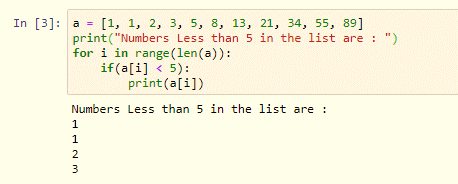 In [3]: a = [1, 1, 2, 3, 5, 8, 13, 21, 34, 55, 89]
print("Numbers Less than 5 in the list are : ")
for i in range(len(a)):
    if(a[i] < 5):
        print(a[i])
Numbers Less than 5 in the list are :
1
1
2
3